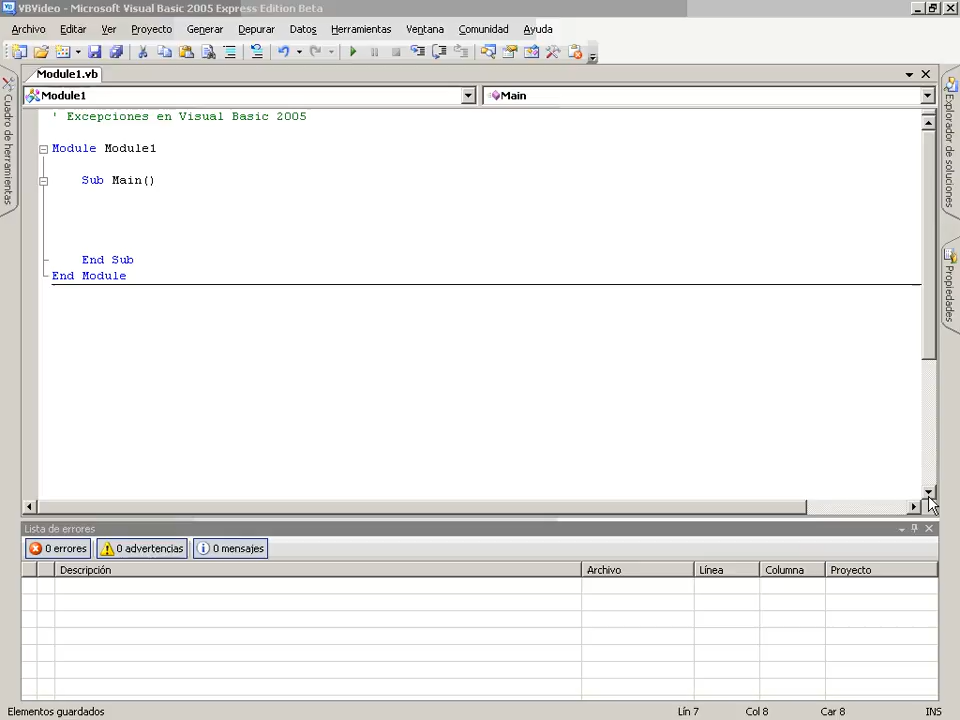 VBVideo - Microsoft Visual Basic 2005 Express Edition Beta
Archivo Editar Ver Proyecto Generar Depurar Datos Herramientas Ventana Comunidad Ayuda
Cuadro de herramientas
Module1.vb
Module1 Main
' Excepciones en Visual Basic 2005
Module Module1
Sub Main()
End Sub
End Module
Explorador de soluciones
Propiedades
Lista de errores
0 errores 0 advertencias 0 mensajes
Descripción Archivo Línea Columna Proyecto
Elementos guardados Lín 7 Col 8 Car 8 INS